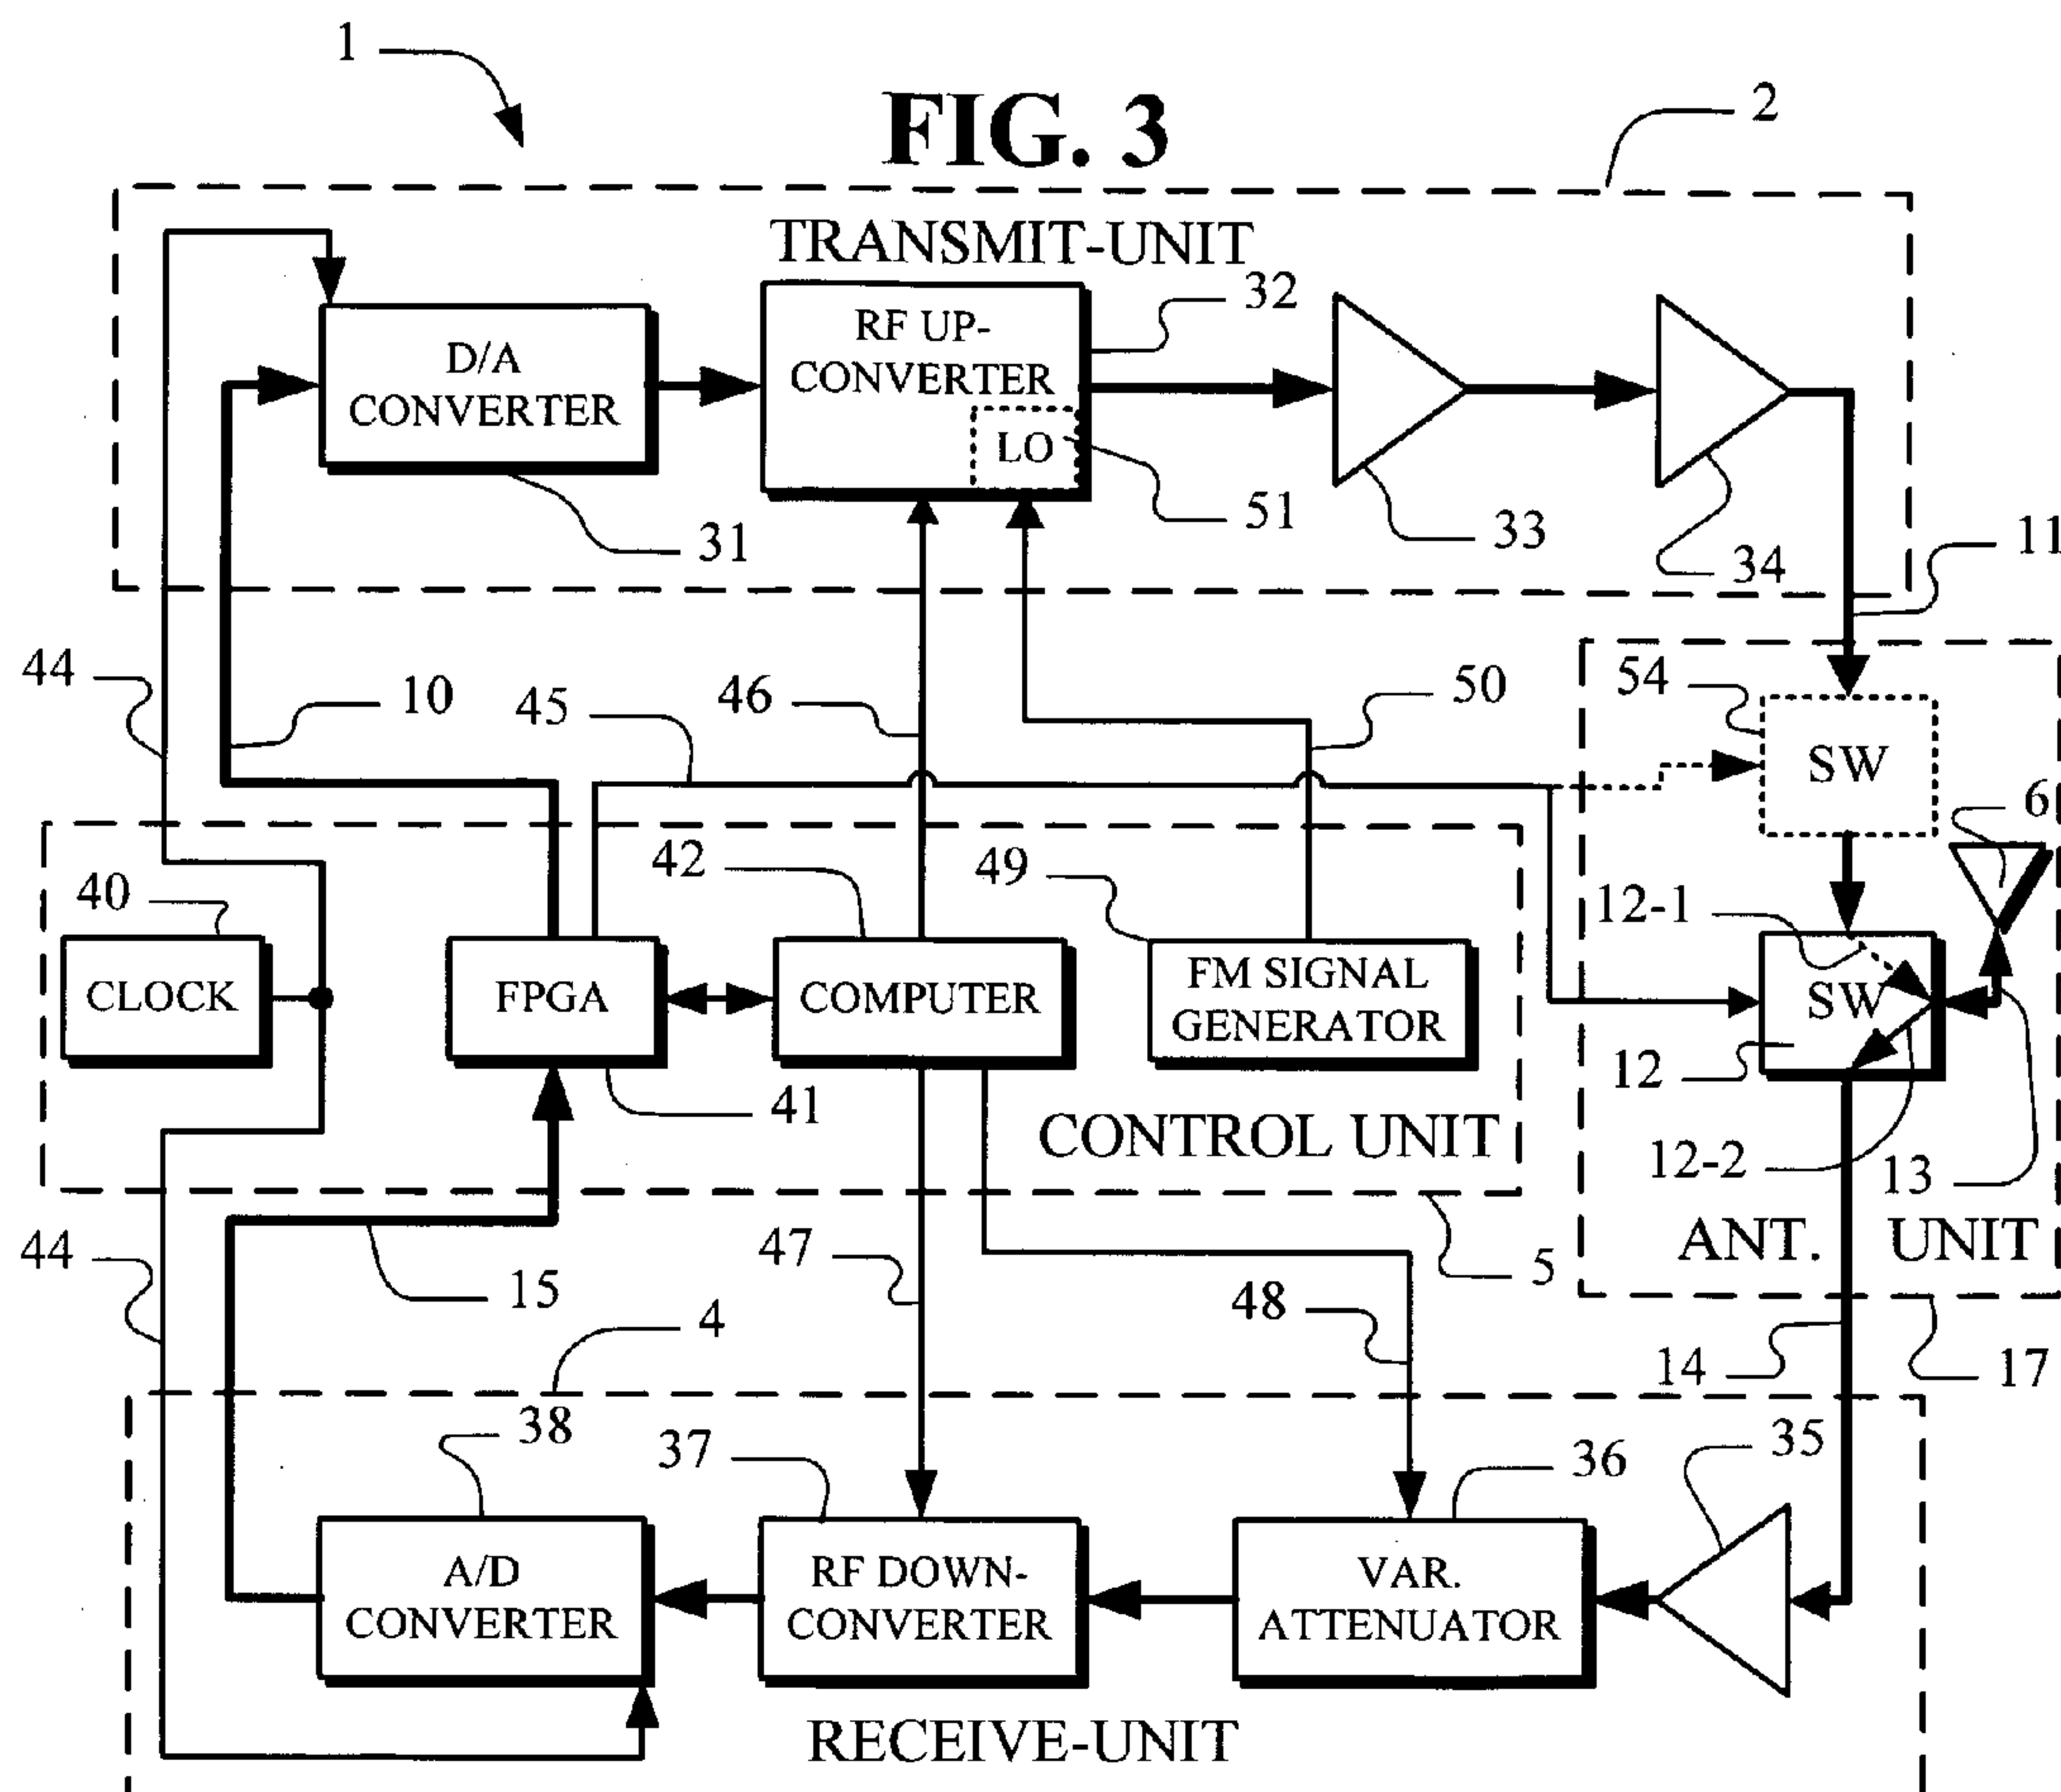 1
FIG. 3
2
TRANSMIT-UNIT
D/A
CONVERTER
RF UP-
CONVERTER
LO
32
51
31
33
34
11
44
10
45
46
50
54
SW
6
40
42
49
12-1
CLOCK
FPGA
COMPUTER
FM SIGNAL
GENERATOR
SW
12
41
CONTROL UNIT
12-2
13
44
15
47
5
ANT. UNIT
48
4
14
17
38
37
36
35
A/D
CONVERTER
RF DOWN-
CONVERTER
VAR.
ATTENUATOR
RECEIVE-UNIT